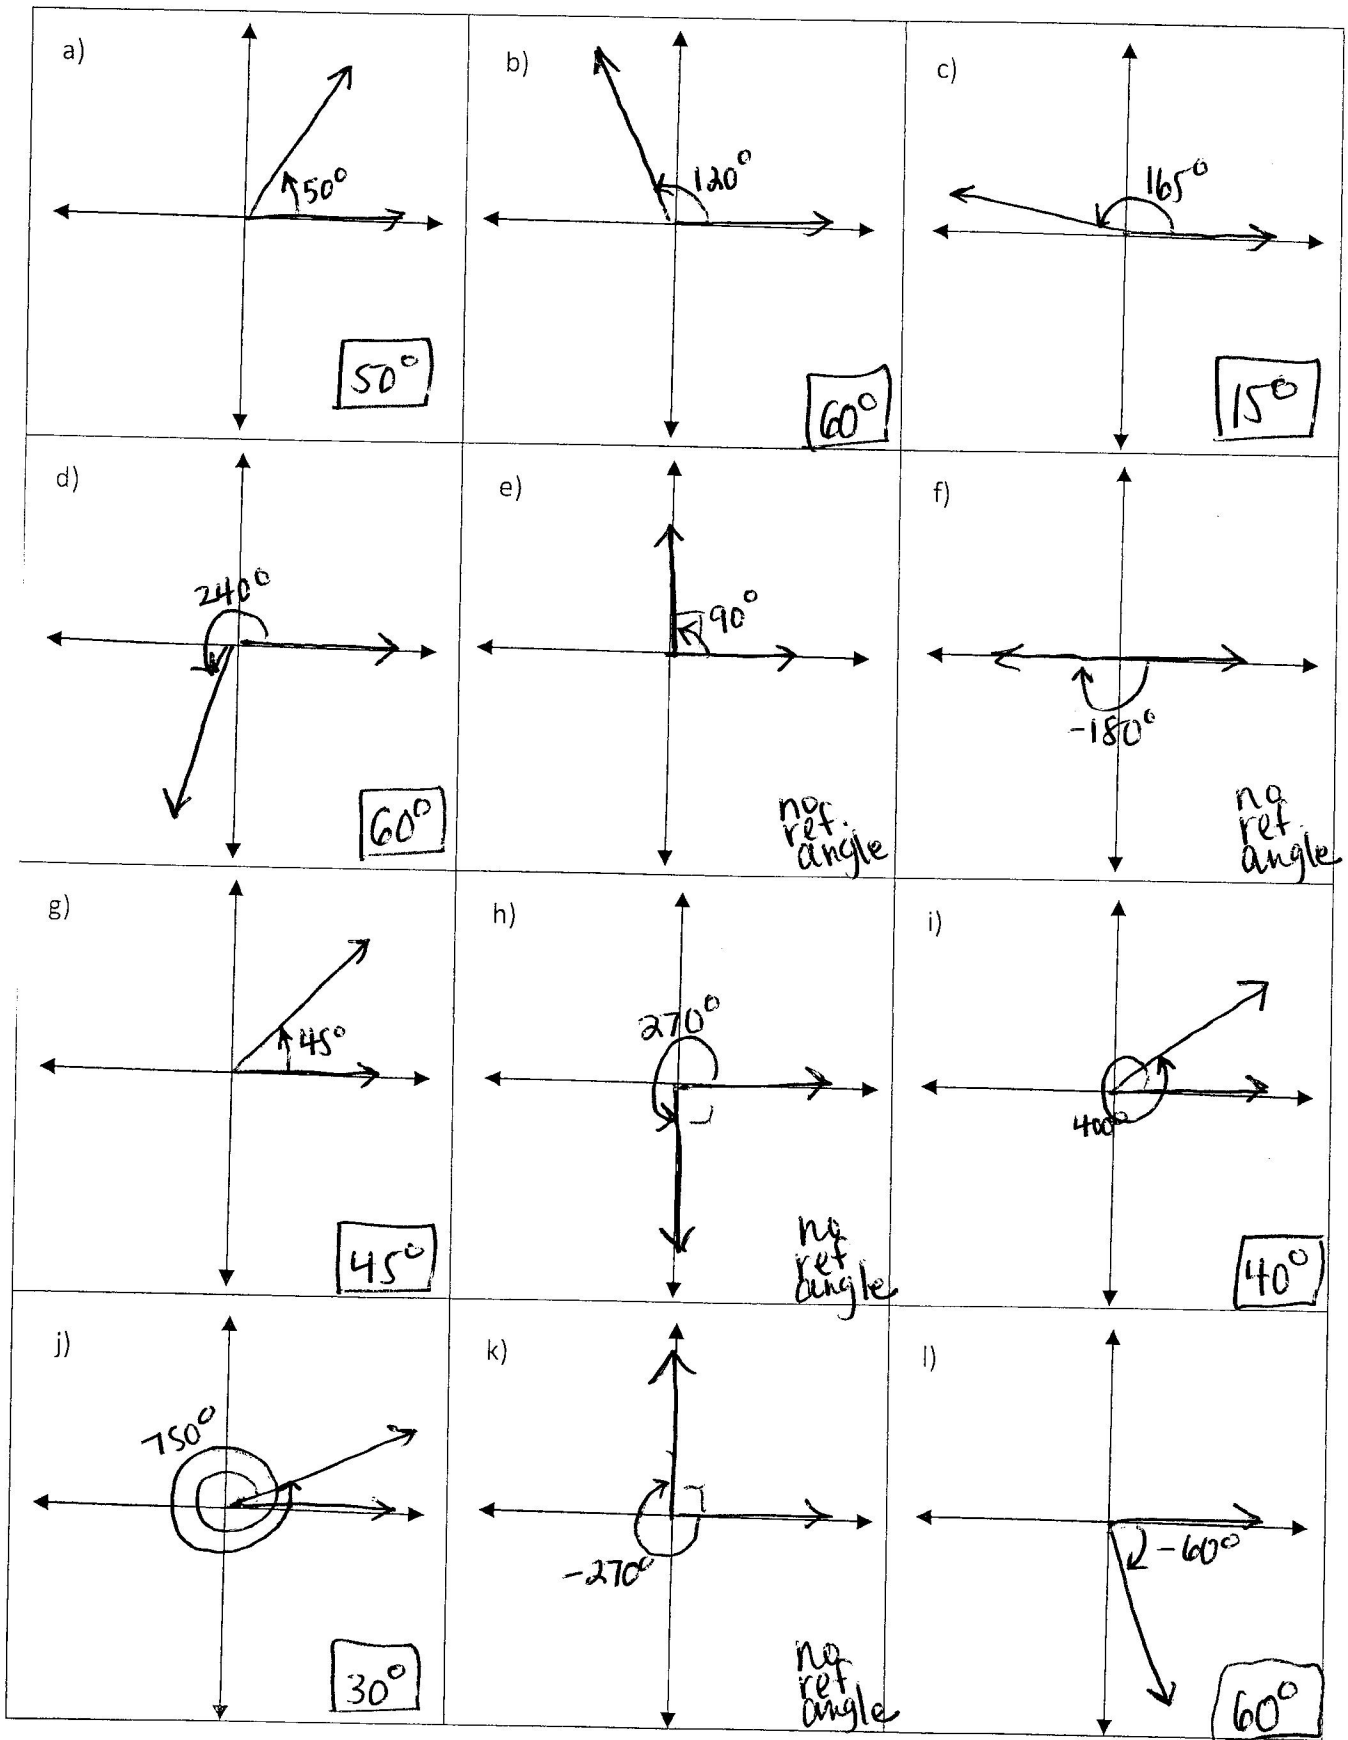 a)
50°
50°
b)
120°
60°
c)
165°
15°
d)
240°
60°
e)
90°
no
ref.
angle
f)
-180°
no
ref.
angle
g)
45°
45°
h)
270°
no
ref
angle
i)
400°
40°
j)
750°
30°
k)
-270°
no
ref
angle
l)
-60°
60°